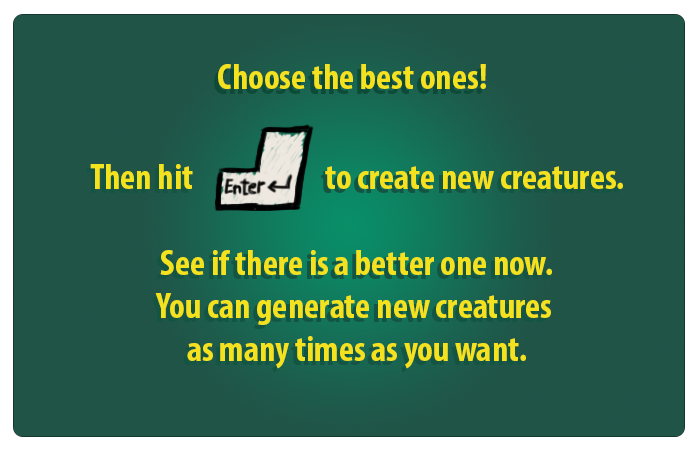 Choose the best ones!
Then hit Enter↵ to create new creatures.
See if there is a better one now.
You can generate new creatures
as many times as you want.